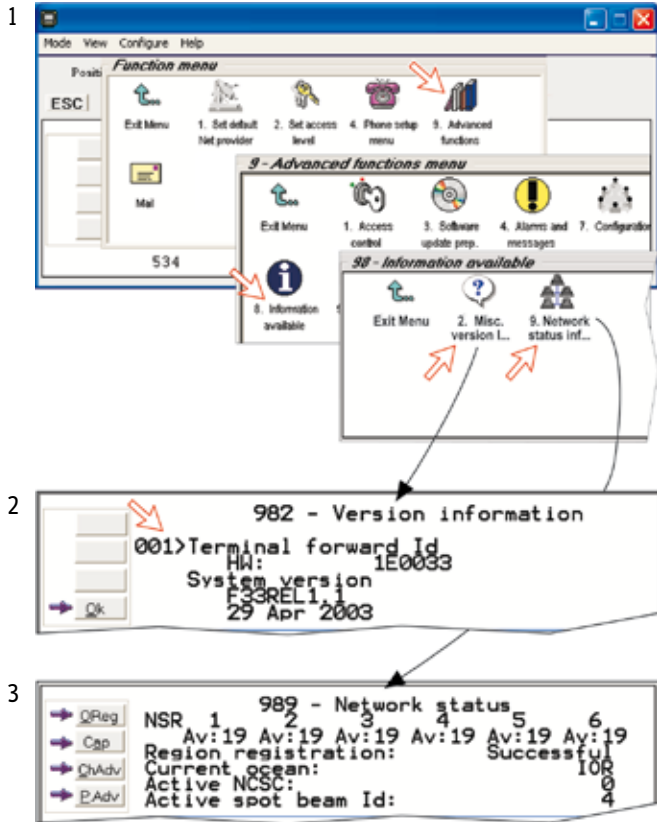 1
Mode View Configure Help
Positi
ESC
Function menu
Exit Menu
1. Set default Net provider
2. Set access level
4. Phone setup menu
9. Advanced functions
Mail
534
9 - Advanced functions menu
Exit Menu
1. Access control
3. Software update prep.
4. Alarms and messages
7. Configuration
8. Information available
98 - Information available
Exit Menu
2. Misc. version I...
9. Network status inf...
2
982 - Version information
001>Terminal forward Id
HW: 1E0033
System version
F33REL1.1
29 Apr 2003
Ok
3
989 - Network status
NSR 1 2 3 4 5 6
Av:19 Av:19 Av:19 Av:19 Av:19 Av:19
Region registration: Successful
Current ocean: IOR
Active NCSC: 0
Active spot beam Id: 4
OReg
Cap
ChAdv
P.Adv